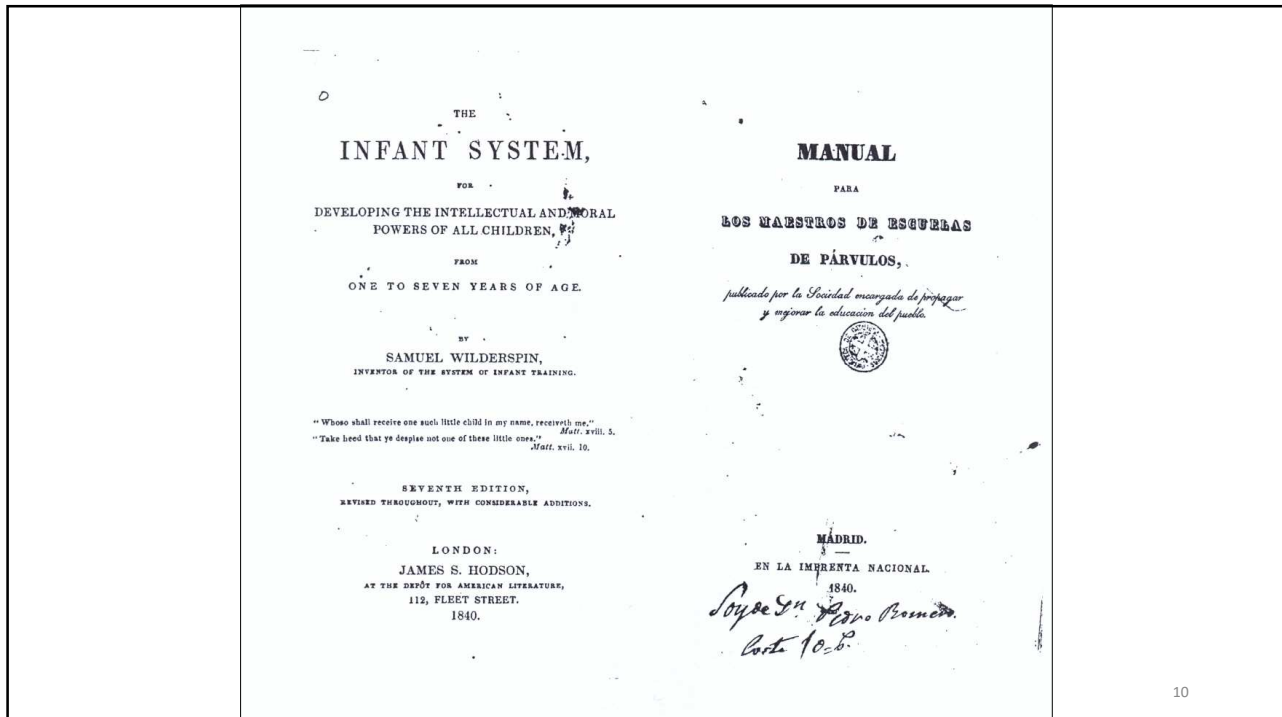 THE
INFANT SYSTEM,
FOR
DEVELOPING THE INTELLECTUAL AND MORAL
POWERS OF ALL CHILDREN,
FROM
ONE TO SEVEN YEARS OF AGE.
BY
SAMUEL WILDERSPIN,
INVENTOR OF THE SYSTEM OF INFANT TRAINING.
"Whoso shall receive one such little child in my name, receiveth me."
Matt. xviii. 5.
"Take heed that ye despise not one of these little ones."
Matt. xvii. 10.
SEVENTH EDITION,
REVISED THROUGHOUT, WITH CONSIDERABLE ADDITIONS.
LONDON:
JAMES S. HODSON,
AT THE DEPÔT FOR AMERICAN LITERATURE,
112, FLEET STREET.
1840.
MANUAL
PARA
LOS MAESTROS DE ESCUELAS
DE PÁRVULOS,
publicado por la Sociedad encargada de propagar
y mejorar la educacion del pueblo.
MADRID.
EN LA IMPRENTA NACIONAL.
1840.
Soy de Dn Pedro Romero.
Costó 10
10